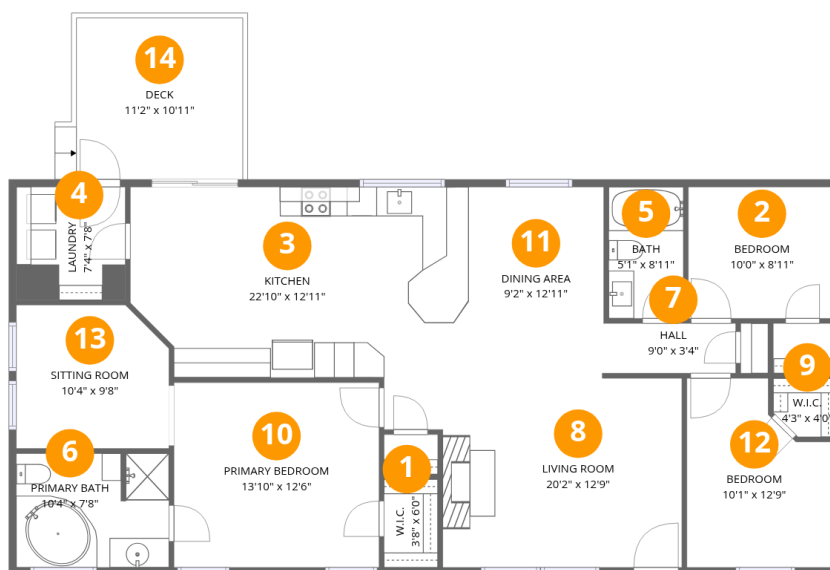 14
DECK
11'2" x 10'11"
4
LAUNDRY
7'4" x 7'8"
3
KITCHEN
22'10" x 12'11"
11
DINING AREA
9'2" x 12'11"
5
BATH
5'1" x 8'11"
2
BEDROOM
10'0" x 8'11"
7
HALL
9'0" x 3'4"
13
SITTING ROOM
10'4" x 9'8"
9
W.I.C.
4'3" x 4'0"
6
PRIMARY BATH
10'4" x 7'8"
10
PRIMARY BEDROOM
13'10" x 12'6"
1
W.I.C.
3'8" x 6'0"
8
LIVING ROOM
20'2" x 12'9"
12
BEDROOM
10'1" x 12'9"